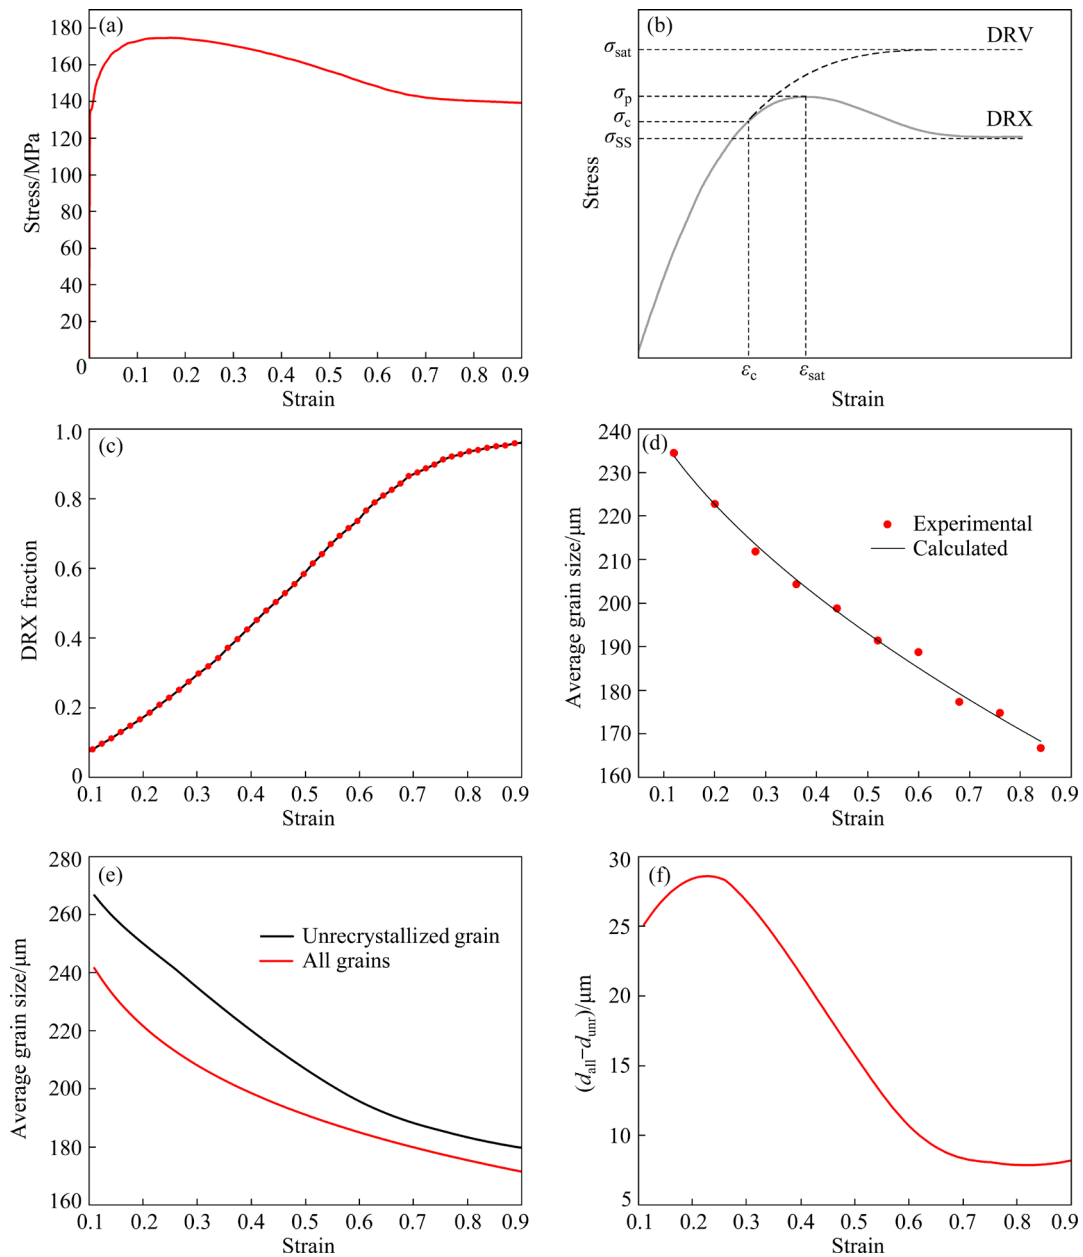 (a)
180
160
140
120
100
80
60
40
20
0
Stress/MPa
0.1 0.2 0.3 0.4 0.5 0.6 0.7 0.8 0.9
Strain
(b)
DRV
DRX
σsat
σp
σc
σSS
Stress
εc εsat
Strain
(c)
1.0
0.8
0.6
0.4
0.2
0
DRX fraction
0.1 0.2 0.3 0.4 0.5 0.6 0.7 0.8 0.9
Strain
(d)
240
230
220
210
200
190
180
170
160
Average grain size/μm
Experimental
Calculated
0.1 0.2 0.3 0.4 0.5 0.6 0.7 0.8 0.9
Strain
(e)
280
260
240
220
200
180
160
Average grain size/μm
Unrecrystallized grain
All grains
0.1 0.2 0.3 0.4 0.5 0.6 0.7 0.8 0.9
Strain
(f)
30
25
20
15
10
5
(dall−dunr)/μm
0.1 0.2 0.3 0.4 0.5 0.6 0.7 0.8 0.9
Strain